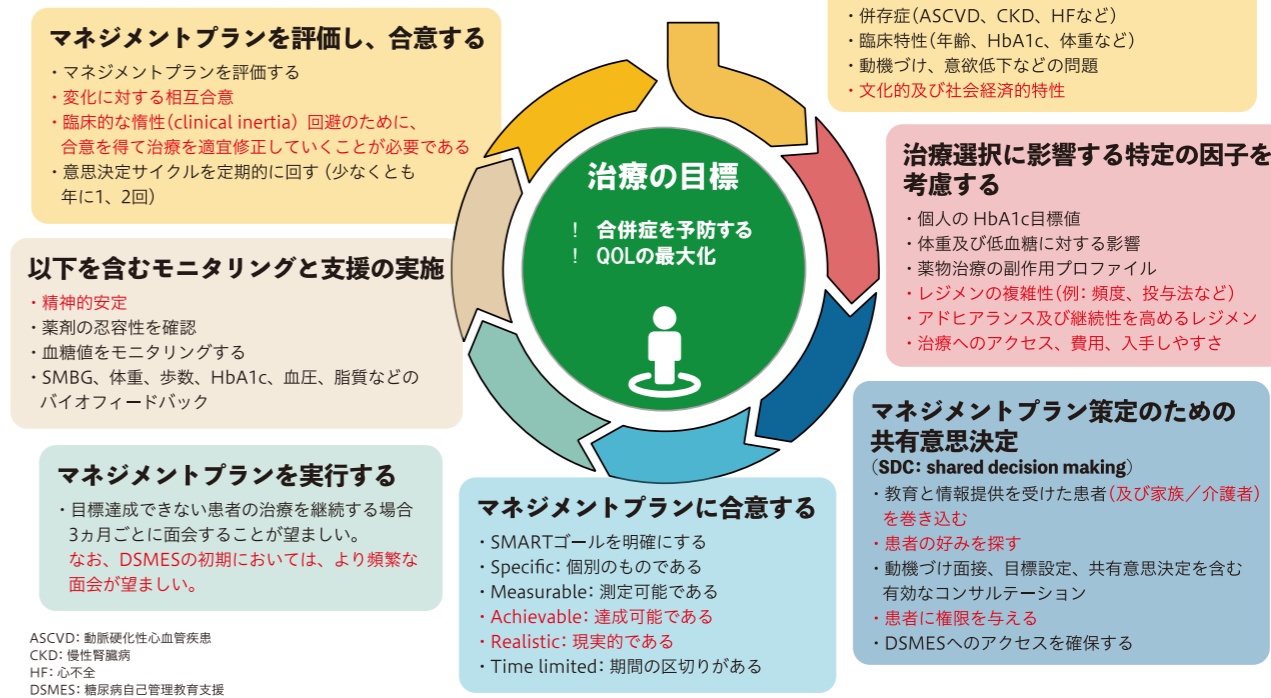 ・併存症(ASCVD、CKD、HFなど)
・臨床特性(年齢、HbA1c、体重など)
・動機づけ、意欲低下などの問題
・文化的及び社会経済的特性
治療選択に影響する特定の因子を
考慮する
・個人の HbA1c目標値
・体重及び低血糖に対する影響
・薬物治療の副作用プロファイル
・レジメンの複雑性(例：頻度、投与法など)
・アドヒアランス及び継続性を高めるレジメン
・治療へのアクセス、費用、入手しやすさ
マネジメントプラン策定のための
共有意思決定
(SDC：shared decision making)
・教育と情報提供を受けた患者(及び家族／介護者)
を巻き込む
・患者の好みを探す
・動機づけ面接、目標設定、共有意思決定を含む
有効なコンサルテーション
・患者に権限を与える
・DSMESへのアクセスを確保する
マネジメントプランに合意する
・SMARTゴールを明確にする
・Specific：個別のものである
・Measurable：測定可能である
・Achievable：達成可能である
・Realistic：現実的である
・Time limited：期間の区切りがある
マネジメントプランを実行する
・目標達成できない患者の治療を継続する場合
3ヵ月ごとに面会することが望ましい。
なお、DSMESの初期においては、より頻繁な
面会が望ましい。
以下を含むモニタリングと支援の実施
・精神的安定
・薬剤の忍容性を確認
・血糖値をモニタリングする
・SMBG、体重、歩数、HbA1c、血圧、脂質などの
バイオフィードバック
マネジメントプランを評価し、合意する
・マネジメントプランを評価する
・変化に対する相互合意
・臨床的な惰性(clinical inertia) 回避のために、
合意を得て治療を適宜修正していくことが必要である
・意思決定サイクルを定期的に回す (少なくとも
年に1、2回)
治療の目標
! 合併症を予防する
! QOLの最大化
ASCVD：動脈硬化性心血管疾患
CKD：慢性腎臓病
HF：心不全
DSMES：糖尿病自己管理教育支援